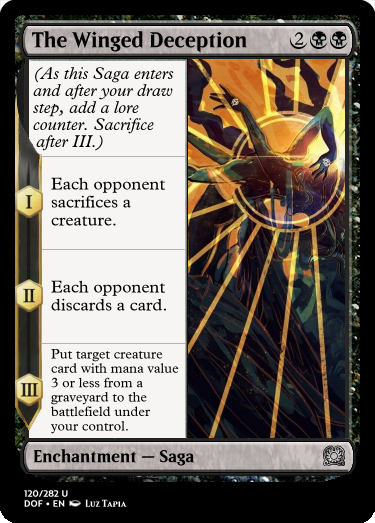 The Winged Deception 2
(As this Saga enters
and after your draw
step, add a lore
counter. Sacrifice
after III.)
I
Each opponent
sacrifices a
creature.
II
Each opponent
discards a card.
III
Put target creature
card with mana value
3 or less from a
graveyard to the
battlefield under
your control.
Enchantment — Saga
120/282 U
DOF • EN Luz Tapia